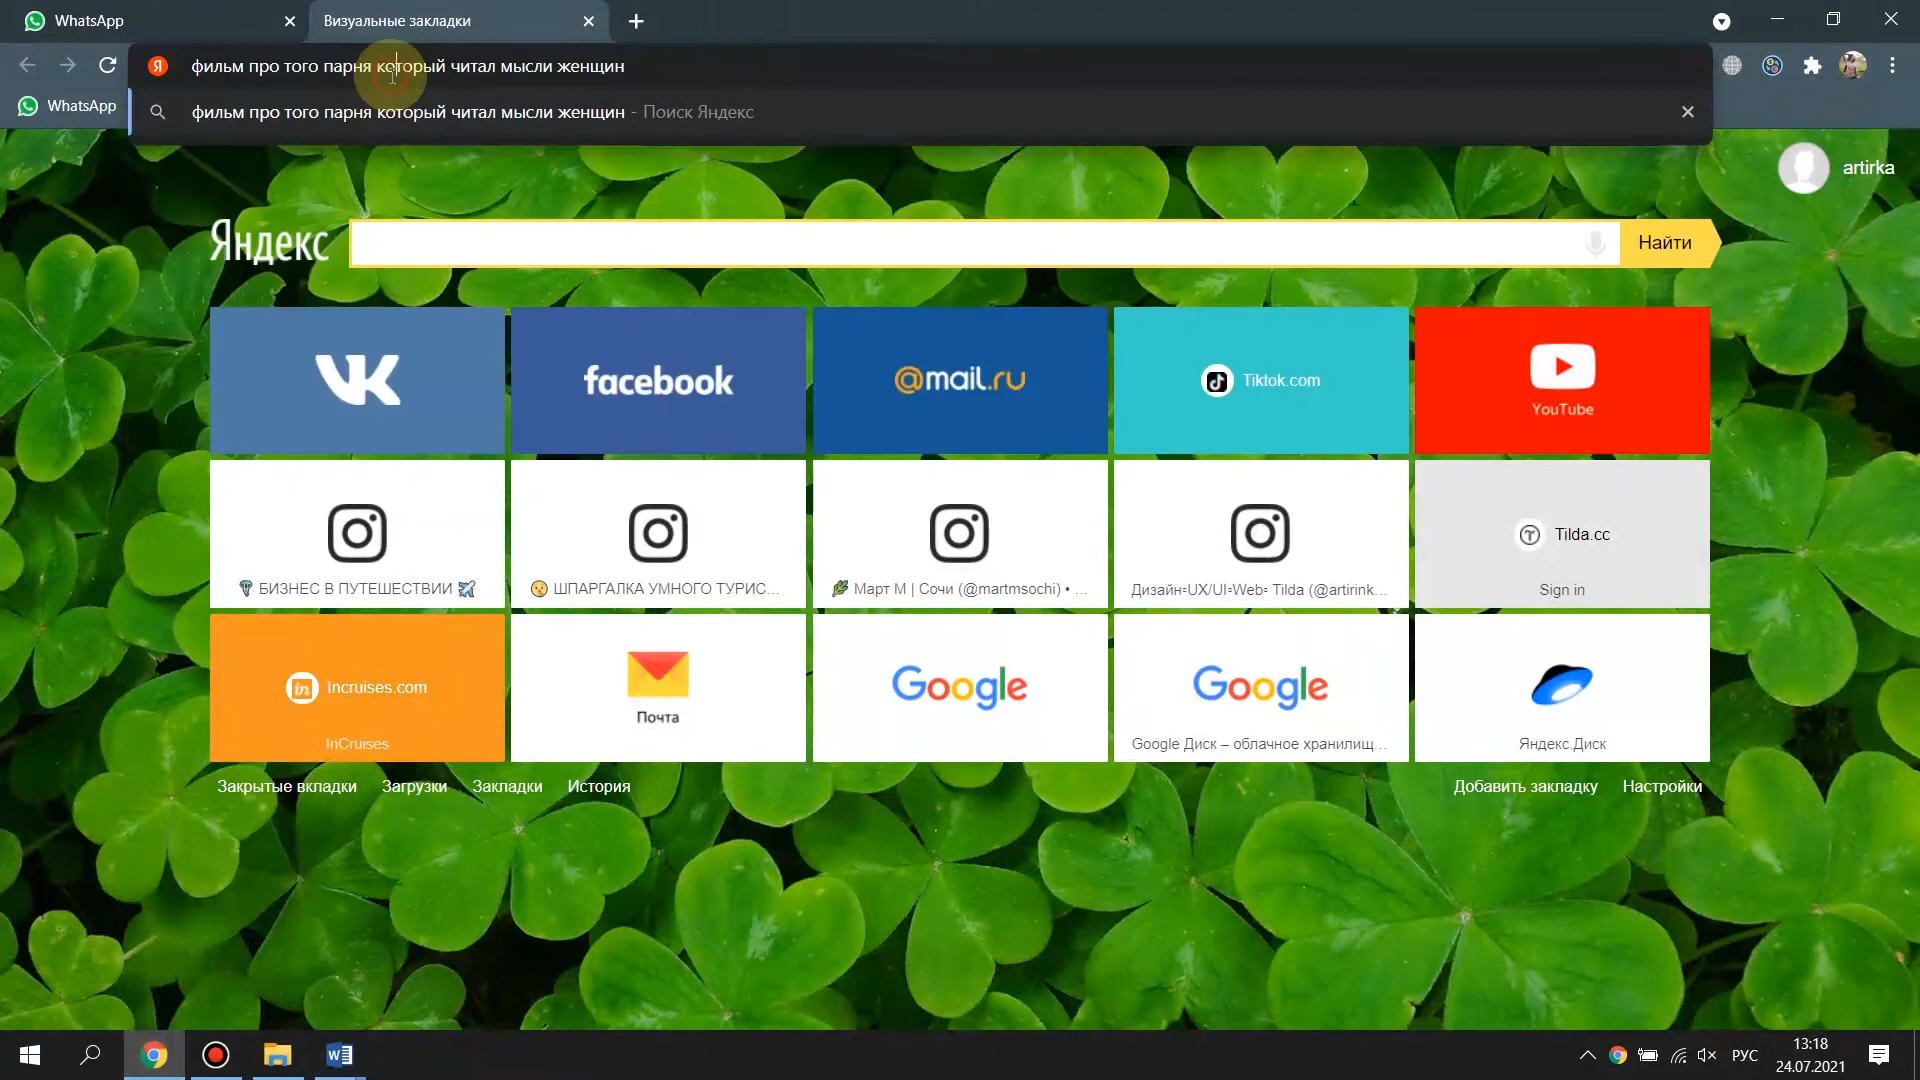 WhatsApp
Визуальные закладки
фильм про того парня который читал мысли женщин
WhatsApp
фильм про того парня который читал мысли женщин - Поиск Яндекс
artirka
Яндекс
Найти
facebook
@mail.ru
Tiktok.com
YouTube
БИЗНЕС В ПУТЕШЕСТВИИ
ШПАРГАЛКА УМНОГО ТУРИС...
Март М | Сочи (@martmsochi) • ...
Дизайн▫UX/UI▫Web▫ Tilda (@artirink...
Tilda.cc
Sign in
Incruises.com
InCruises
Почта
Google
Google
Google Диск – облачное хранилищ...
Яндекс.Диск
Закрытые вкладки
Загрузки
Закладки
История
Добавить закладку
Настройки
РУС
13:18
24.07.2021